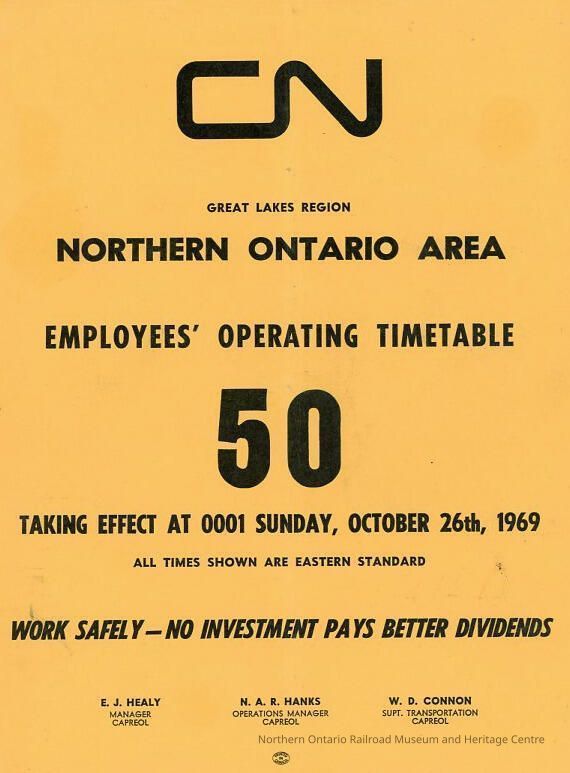 CN
GREAT LAKES REGION
NORTHERN ONTARIO AREA
EMPLOYEES' OPERATING TIMETABLE
50
TAKING EFFECT AT 0001 SUNDAY, OCTOBER 26th, 1969
ALL TIMES SHOWN ARE EASTERN STANDARD
WORK SAFELY — NO INVESTMENT PAYS BETTER DIVIDENDS
E. J. HEALY N. A. R. HANKS W. D. CONNON
MANAGER OPERATIONS MANAGER SUPT. TRANSPORTATION
CAPREOL CAPREOL CAPREOL
Northern Ontario Railroad Museum and Heritage Centre